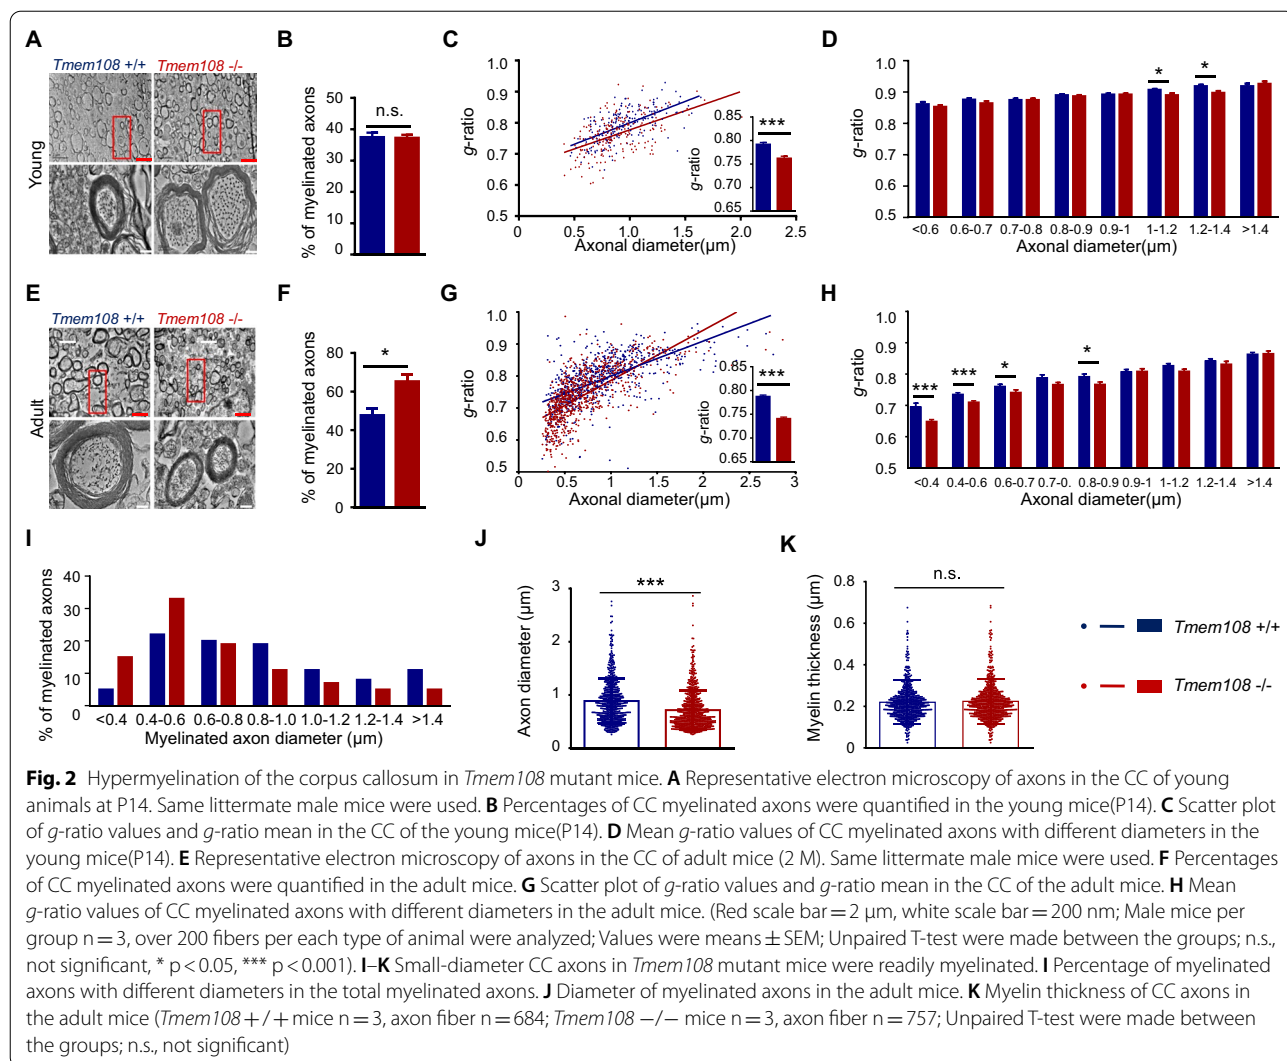 A
Tmem108 +/+ Tmem108 -/-
Young
B
% of myelinated axons
50
40
30
20
10
0
n.s.
C
g-ratio
1.0
0.9
0.8
0.7
0.6
0.5
0.5 1.0 1.5 2.0 2.5
Axonal diameter(µm)
g-ratio
0.85
0.80
0.75
0.70
0.65
***
D
g-ratio
1.0
0.9
0.8
0.7
0.6
0.9
0.5
* *
<0.6 0.6-0.7 0.7-0.8 0.8-0.9 0.9-1 1-1.2 1.2-1.4 >1.4
Axonal diameter(µm)
E
Tmem108 +/+ Tmem108 -/-
Adult
F
% of myelinated axons
80
60
40
20
0
*
G
g-ratio
1.0
0.9
0.8
0.7
0.6
0.5
0 0.5 1 1.5 2 2.5 3
Axonal diameter(µm)
g-ratio
0.85
0.80
0.75
0.70
0.65
***
H
g-ratio
1.0
0.9
0.8
0.7
0.6
0.5
*** *** * *
<0.4 0.4-0.6 0.6-0.7 0.7-0. 0.8-0.9 0.9-1 1-1.2 1.2-1.4 >1.4
Axonal diameter(µm)
I
% of myelinated axons
40
30
20
10
0
<0.4 0.4-0.6 0.6-0.8 0.8-1.0 1.0-1.2 1.2-1.4 >1.4
Myelinated axon diameter (µm)
J
Axon diameter (µm)
3
2
1
0
***
K
Myelin thickness (µm)
0.8
0.6
0.4
0.2
0
n.s.
Tmem108 +/+
Tmem108 -/-
Fig. 2 Hypermyelination of the corpus callosum in Tmem108 mutant mice. A Representative electron microscopy of axons in the CC of young
animals at P14. Same littermate male mice were used. B Percentages of CC myelinated axons were quantified in the young mice(P14). C Scatter plot
of g-ratio values and g-ratio mean in the CC of the young mice(P14). D Mean g-ratio values of CC myelinated axons with different diameters in the
young mice(P14). E Representative electron microscopy of axons in the CC of adult mice (2 M). Same littermate male mice were used. F Percentages
of CC myelinated axons were quantified in the adult mice. G Scatter plot of g-ratio values and g-ratio mean in the CC of the adult mice. H Mean
g-ratio values of CC myelinated axons with different diameters in the adult mice. (Red scale bar = 2 µm, white scale bar = 200 nm; Male mice per
group n = 3, over 200 fibers per each type of animal were analyzed; Values were means ± SEM; Unpaired T-test were made between the groups; n.s.,
not significant, * p < 0.05, *** p < 0.001). I–K Small-diameter CC axons in Tmem108 mutant mice were readily myelinated. I Percentage of myelinated
axons with different diameters in the total myelinated axons. J Diameter of myelinated axons in the adult mice. K Myelin thickness of CC axons in
the adult mice (Tmem108 +/+ mice n = 3, axon fiber n = 684; Tmem108 −/− mice n = 3, axon fiber n = 757; Unpaired T-test were made between
the groups; n.s., not significant)